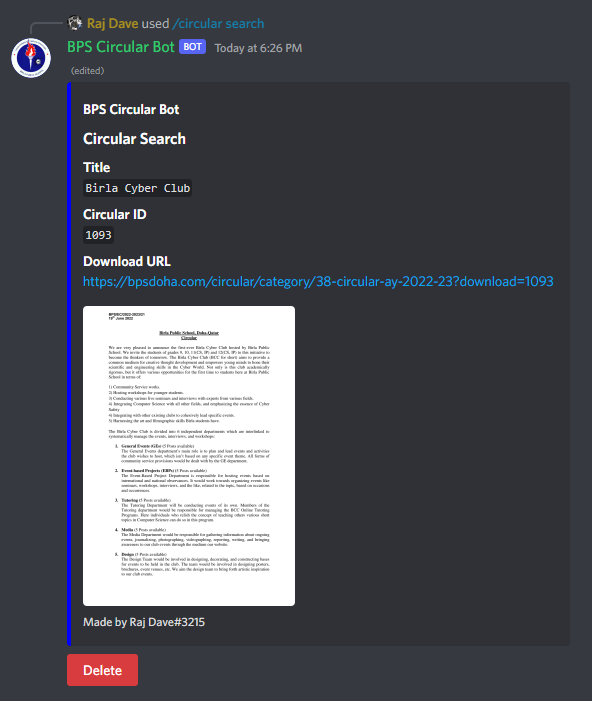 Raj Dave used /circular search
BPS Circular Bot BOT Today at 6:26 PM
(edited)
BPS Circular Bot
Circular Search
Title
Birla Cyber Club
Circular ID
1093
Download URL
https://bpsdoha.com/circular/category/38-circular-ay-2022-23?download=1093
Birla Public School, Doha-Qatar
Circular
We are very pleased to announce the first-ever Birla Cyber Club hosted by Birla Public
School. We invite the students of grades 9, 10, 11(CS, IP) and 12(CS, IP) in this initiative to
become the thinkers of tomorrow. The Birla Cyber Club (BCC for short) aims to provide a
common medium for creative thought development and empowers young minds to hone their
scientific and engineering skills in the Cyber World. Not only is this club academically
rigorous, but it offers various opportunities for the first time to students here at Birla Public
School in terms of:
1) Community Service works.
2) Hosting workshops for younger students.
3) Conducting various live seminars and interviews with experts from various fields.
4) Integrating Computer Science with all other fields, and emphasizing the essence of Cyber
Safety
4) Integrating with other existing clubs to cohesively lead specific events.
5) Harnessing the art and filmographic skills Birla students have.
The Birla Cyber Club is divided into 6 independent departments which are interlinked to
systematically manage the events, interviews, and workshops:
1. General Events (GEs) (5 Posts available)
The General Events department's main role is to plan and lead events and activities
the club wishes to host, which isn't based on any specific event theme. All forms of
community service provisions would be dealt with by the GE department.
2. Event-based Projects (EBPs) (5 Posts available)
The Event-Based Project Department is responsible for hosting events based on
international and national observances. It would work towards organizing events like
seminars, workshops, interviews, and the like, related to the topic, based on occasions
and occurrences.
3. Tutoring (5 Posts available)
The Tutoring Department will be conducting events of its own. Members of the
Tutoring department would be responsible for managing the BCC Online Tutoring
Programs. Here individuals who relish the concept of teaching others various short
topics in Computer Science can do so in this program.
4. Media (5 Posts available)
The Media Department would be responsible for gathering information about ongoing
events, journalizing, photographing, videographing, reporting, writing, and bringing
awareness to our club events through the medium our website.
5. Design (5 Posts available)
The Design Team would be involved in designing, decorating, and constructing bases
for events to be held in the club. The team would be involved in designing posters,
brochures, event venues, etc. We aim the design team to bring forth artistic inspiration
to our club events.
Made by Raj Dave#3215
Delete